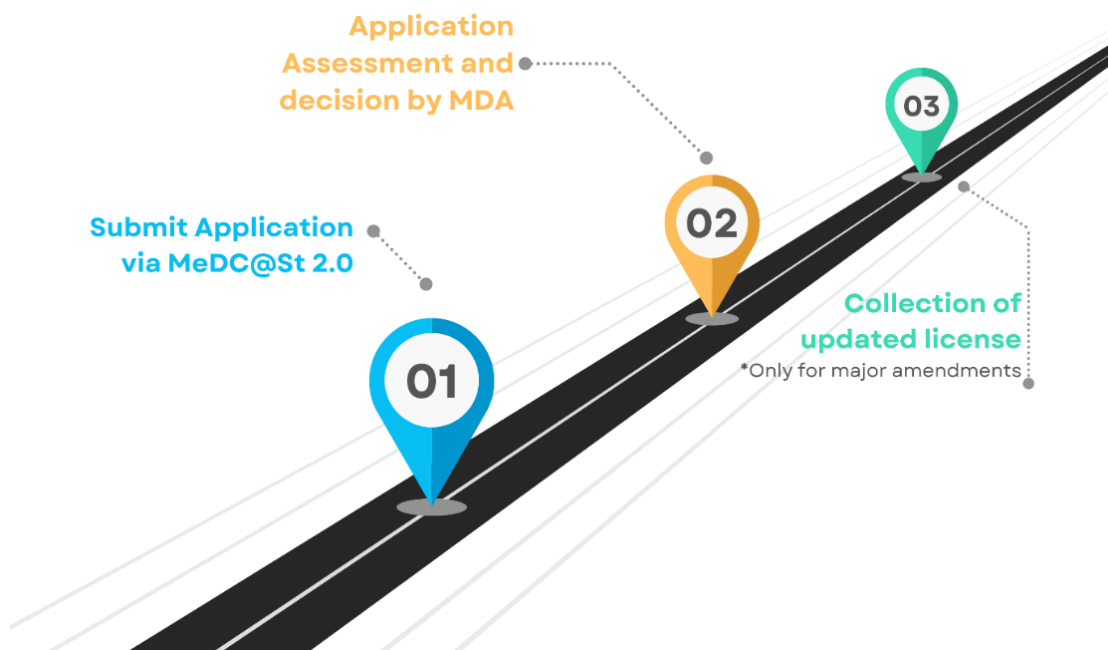 01
Submit Application
via MeDC@St 2.0
02
Application
Assessment and
decision by MDA
03
Collection of
updated license
*Only for major amendments